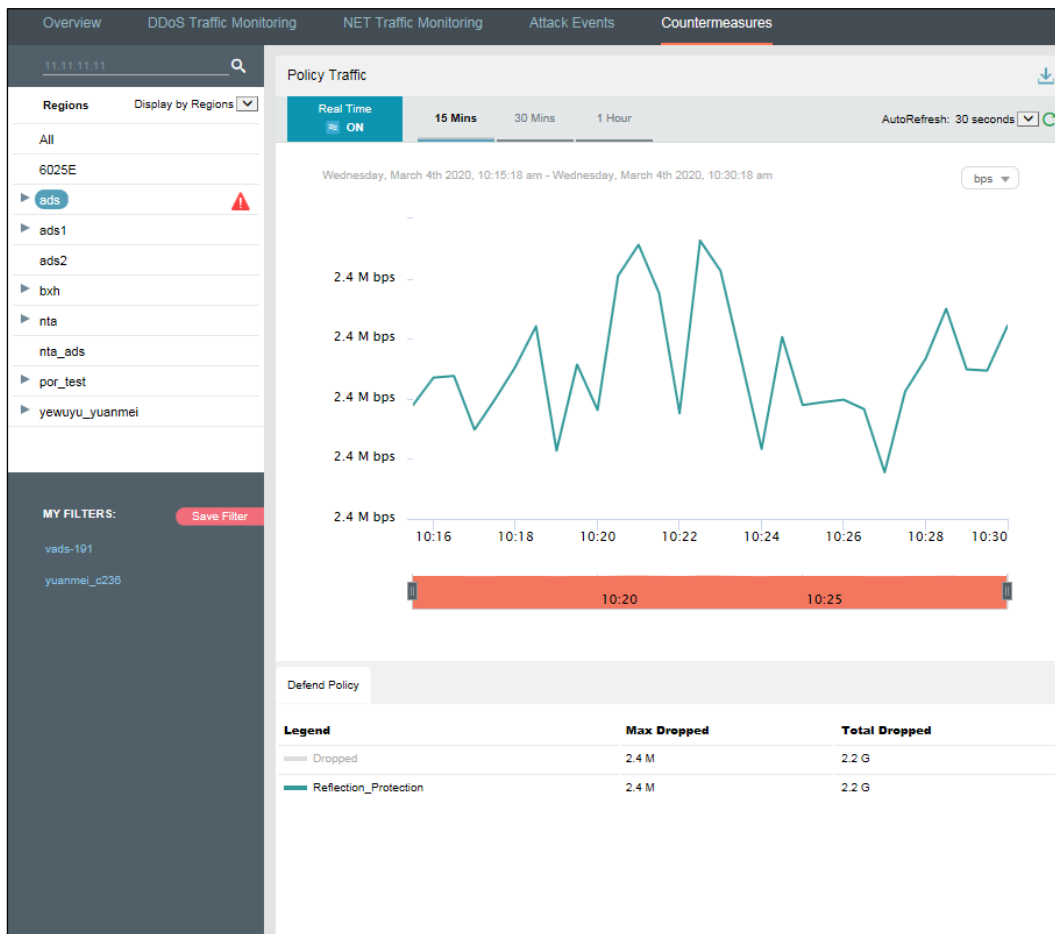 Overview DDoS Traffic Monitoring NET Traffic Monitoring Attack Events Countermeasures
11.11.11.11
Regions Display by Regions
All
6025E
ads
ads1
ads2
bxh
nta
nta_ads
por_test
yewuyu_yuanmei
MY FILTERS: Save Filter
vads-191
yuanmei_c236
Policy Traffic
Real Time
ON
15 Mins 30 Mins 1 Hour AutoRefresh: 30 seconds
Wednesday, March 4th 2020, 10:15:18 am - Wednesday, March 4th 2020, 10:30:18 am bps
2.4 M bps
2.4 M bps
2.4 M bps
2.4 M bps
2.4 M bps
10:16 10:18 10:20 10:22 10:24 10:26 10:28 10:30
10:20 10:25
Defend Policy
Legend Max Dropped Total Dropped
Dropped 2.4 M 2.2 G
Reflection_Protection 2.4 M 2.2 G